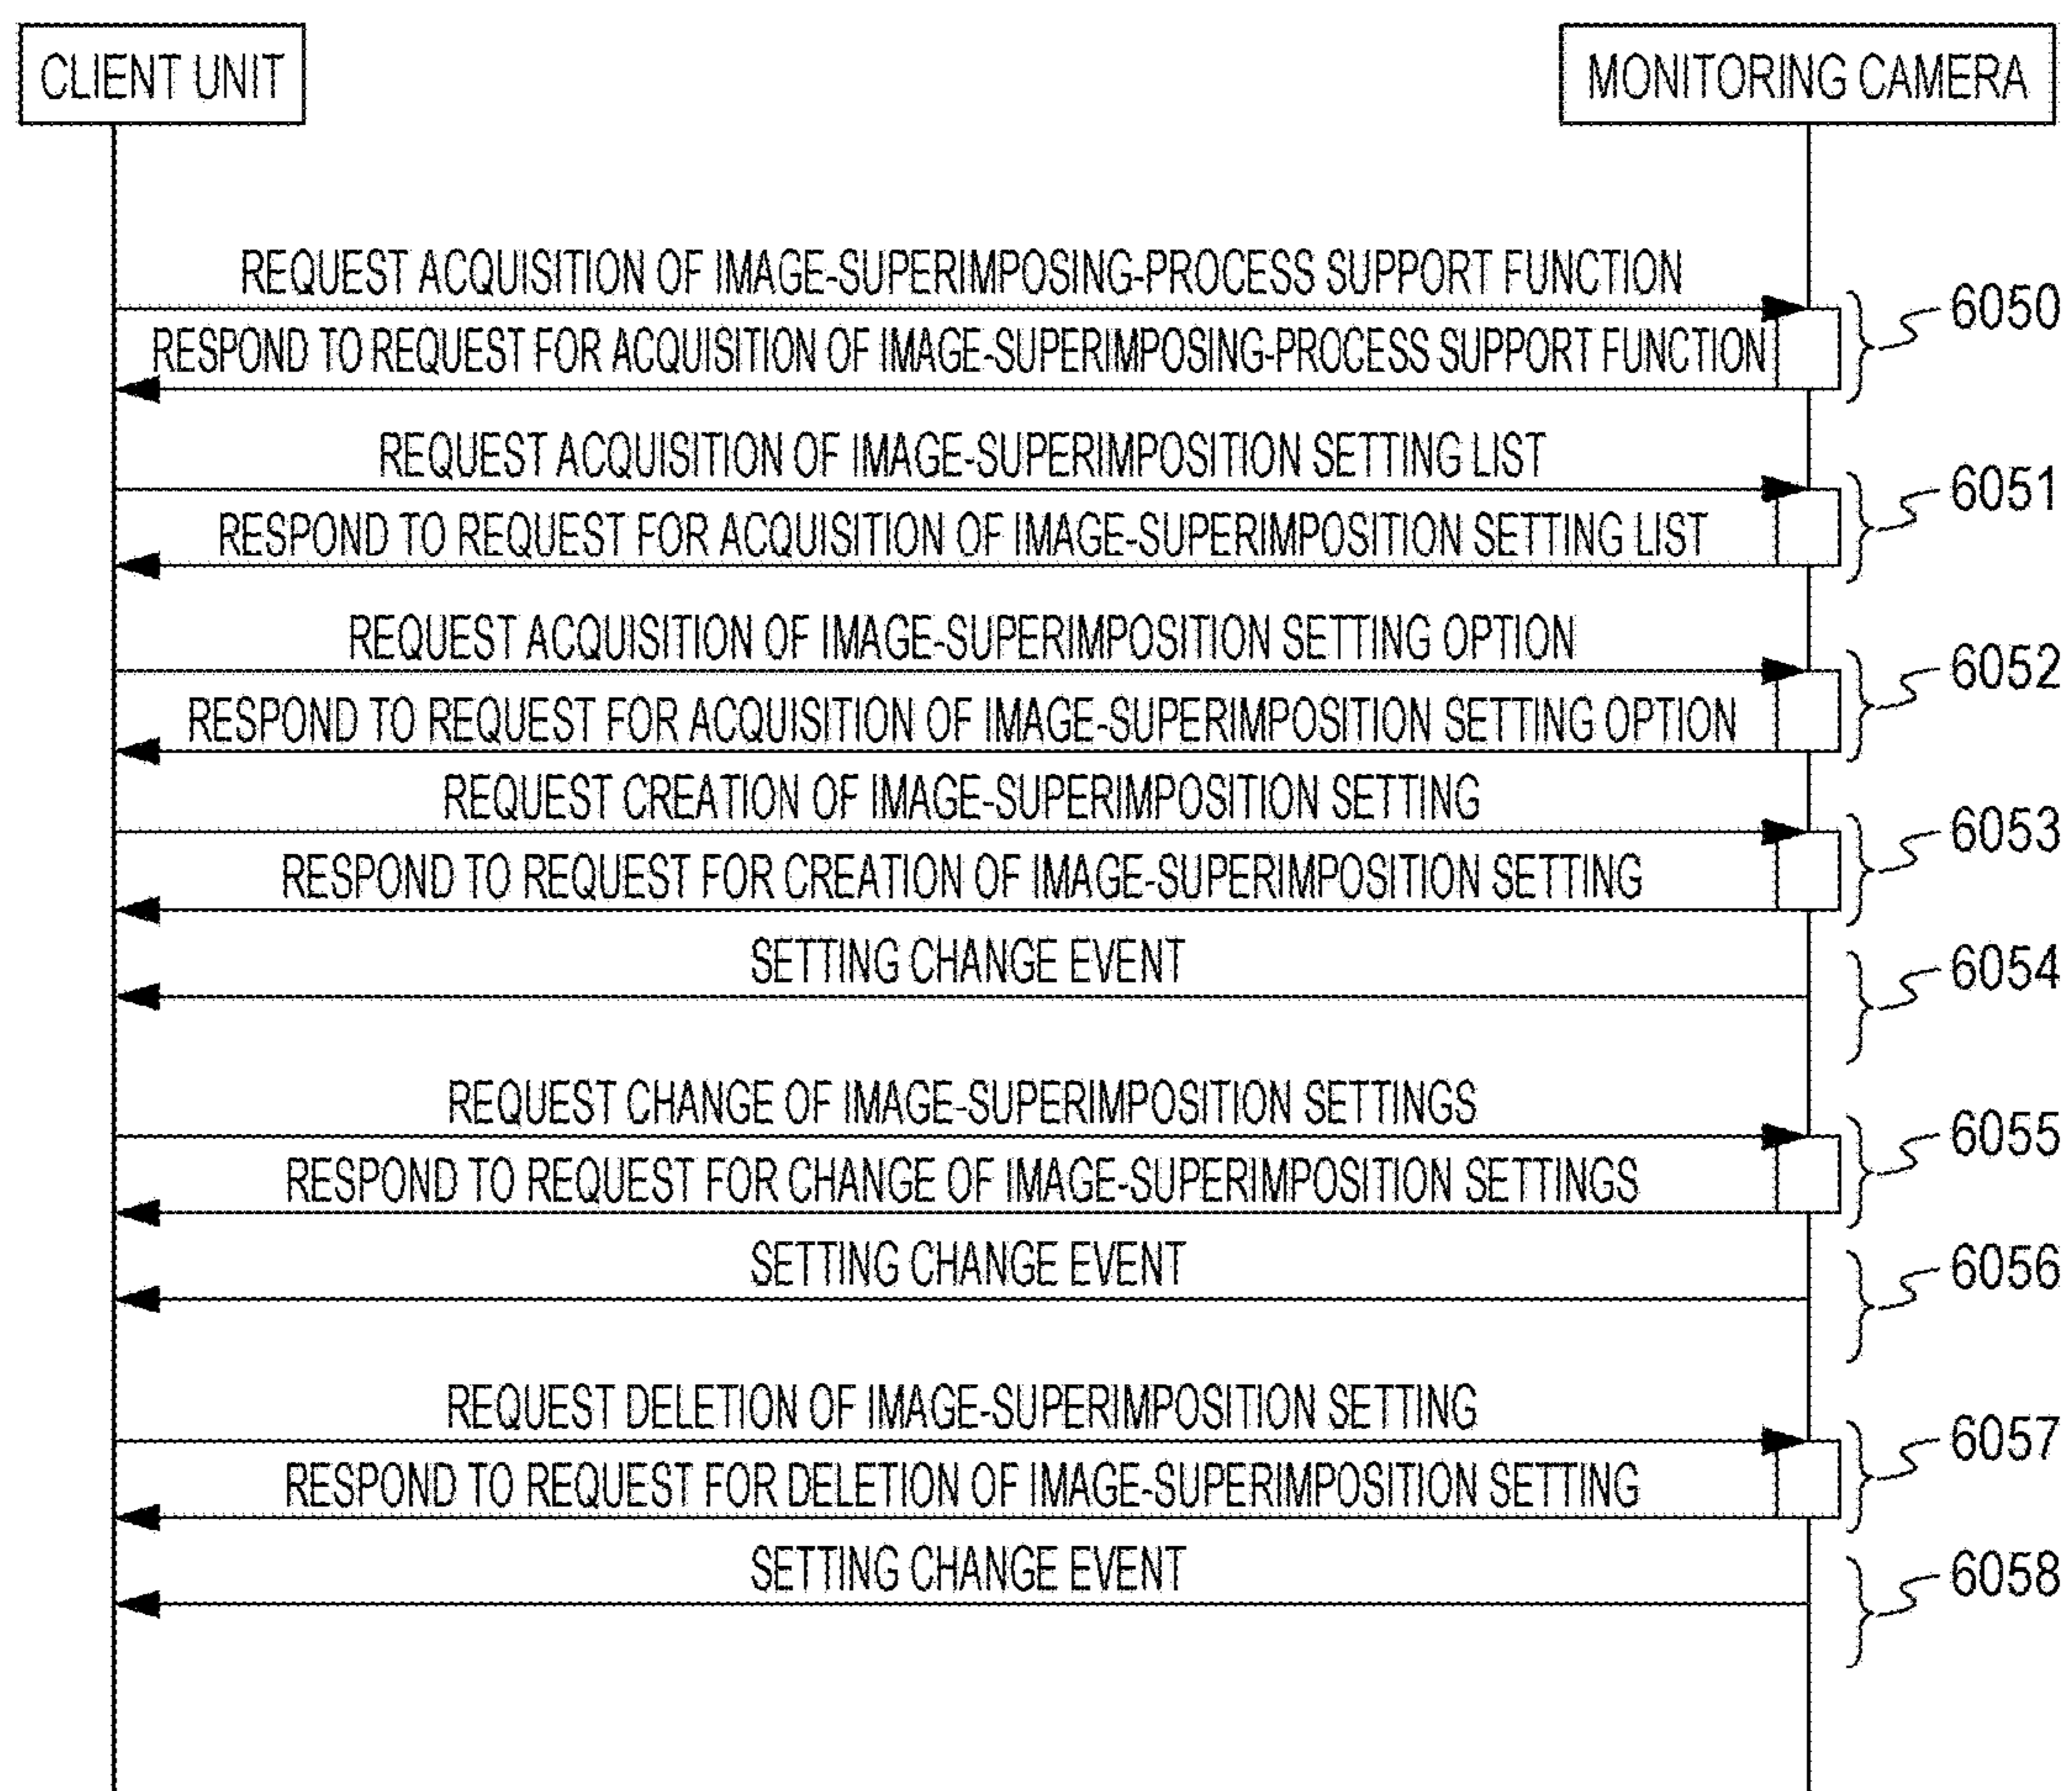 CLIENT UNIT
MONITORING CAMERA
REQUEST ACQUISITION OF IMAGE-SUPERIMPOSING-PROCESS SUPPORT FUNCTION
6050
RESPOND TO REQUEST FOR ACQUISITION OF IMAGE-SUPERIMPOSING-PROCESS SUPPORT FUNCTION
REQUEST ACQUISITION OF IMAGE-SUPERIMPOSITION SETTING LIST
6051
RESPOND TO REQUEST FOR ACQUISITION OF IMAGE-SUPERIMPOSITION SETTING LIST
REQUEST ACQUISITION OF IMAGE-SUPERIMPOSITION SETTING OPTION
6052
RESPOND TO REQUEST FOR ACQUISITION OF IMAGE-SUPERIMPOSITION SETTING OPTION
REQUEST CREATION OF IMAGE-SUPERIMPOSITION SETTING
6053
RESPOND TO REQUEST FOR CREATION OF IMAGE-SUPERIMPOSITION SETTING
SETTING CHANGE EVENT
6054
REQUEST CHANGE OF IMAGE-SUPERIMPOSITION SETTINGS
6055
RESPOND TO REQUEST FOR CHANGE OF IMAGE-SUPERIMPOSITION SETTINGS
SETTING CHANGE EVENT
6056
REQUEST DELETION OF IMAGE-SUPERIMPOSITION SETTING
6057
RESPOND TO REQUEST FOR DELETION OF IMAGE-SUPERIMPOSITION SETTING
SETTING CHANGE EVENT
6058